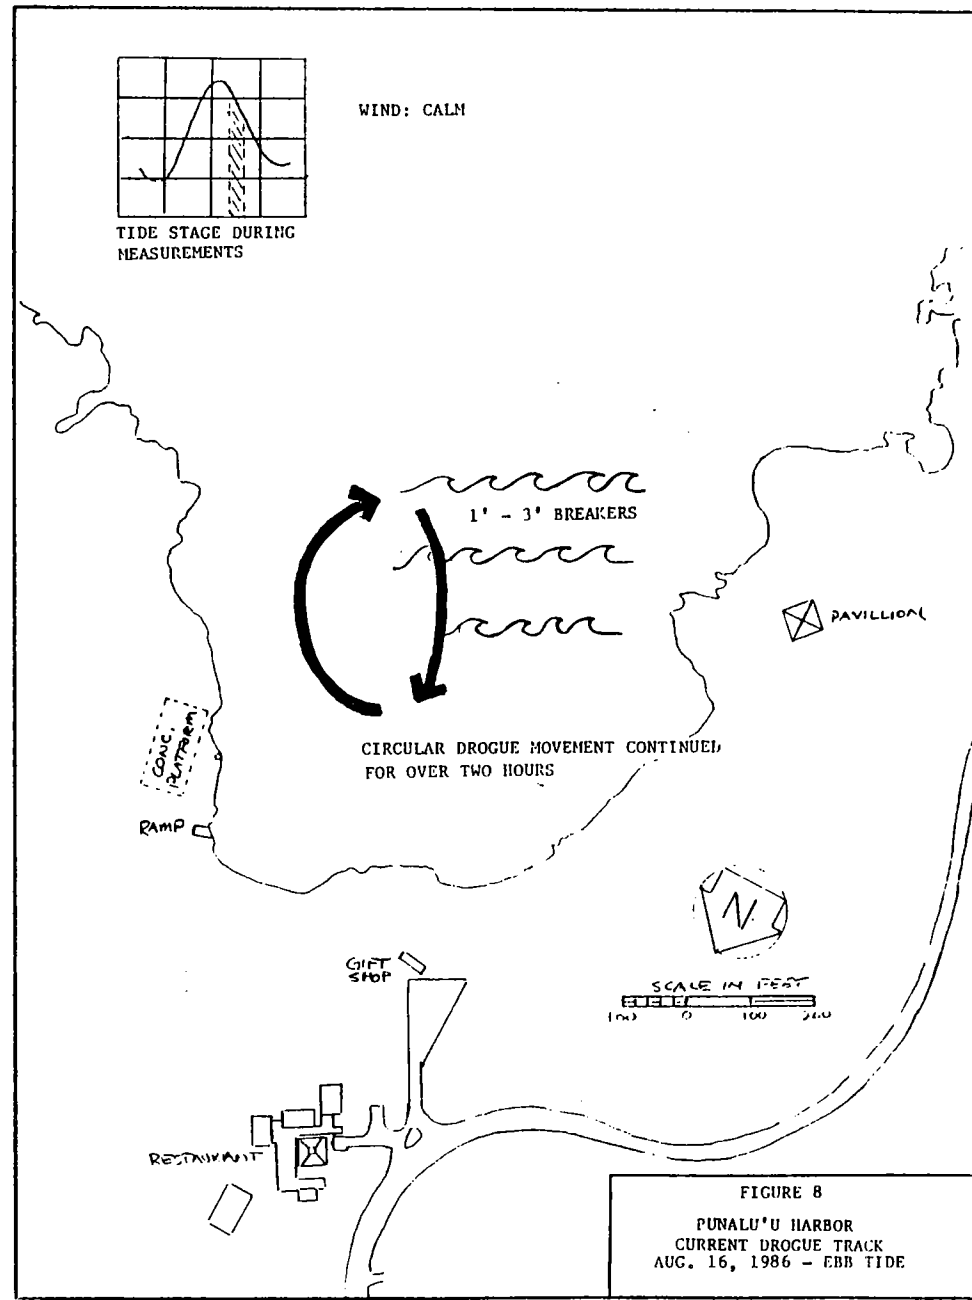 WIND: CALM
TIDE STAGE DURING
MEASUREMENTS
1' - 3' BREAKERS
PAVILLION
CIRCULAR DROGUE MOVEMENT CONTINUED
FOR OVER TWO HOURS
CONC.
PLATFORM
RAMP
N
GIFT
SHOP
SCALE IN FEET
100 0 100 200
RESTAURANT
FIGURE 8
PUNALU'U HARBOR
CURRENT DROGUE TRACK
AUG. 16, 1986 - EBB TIDE